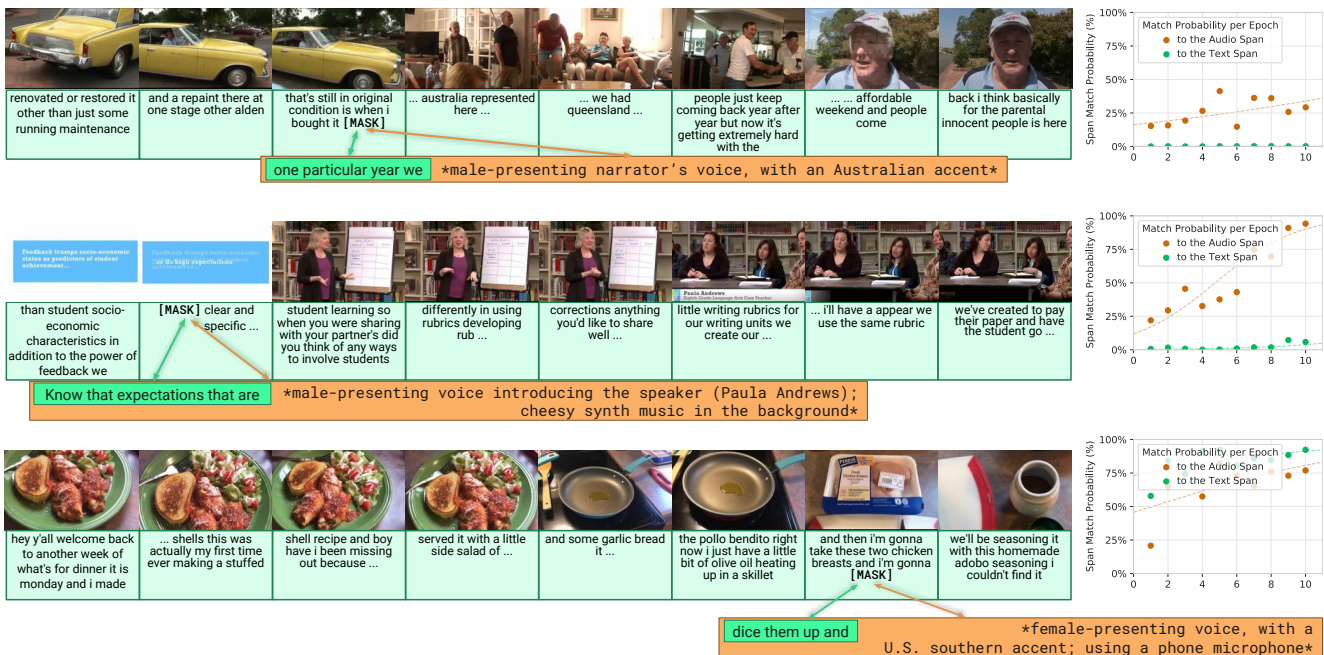 renovated or restored it
other than just some
running maintenance
and a repaint there at
one stage other alden
that's still in original
condition is when i
bought it [MASK]
... australia represented
here ...
... we had
queensland ...
people just keep
coming back year after
year but now it's
getting extremely hard
with the
... ... affordable
weekend and people
come
back i think basically
for the parental
innocent people is here
one particular year we
*male-presenting narrator's voice, with an Australian accent*
Span Match Probability (%)
100%
75%
50%
25%
0%
Match Probability per Epoch
to the Audio Span
to the Text Span
0 2 4 6 8 10
Feedback trumps socio-economic
status as predictors of student
achievement...
than student socio-
economic
characteristics in
addition to the power of
feedback we
[MASK] clear and
specific ...
student learning so
when you were sharing
with your partner's did
you think of any ways
to involve students
differently in using
rubrics developing
rub ...
corrections anything
you'd like to share
well ...
Paula Andrews
Eighth Grade Language Arts Core Teacher
little writing rubrics for
our writing units we
create our ...
... i'll have a appear we
use the same rubric
we've created to pay
their paper and have
the student go ...
Know that expectations that are
*male-presenting voice introducing the speaker (Paula Andrews);
cheesy synth music in the background*
Span Match Probability (%)
100%
75%
50%
25%
0%
Match Probability per Epoch
to the Audio Span
to the Text Span
0 2 4 6 8 10
hey y'all welcome back
to another week of
what's for dinner it is
monday and i made
... shells this was
actually my first time
ever making a stuffed
shell recipe and boy
have i been missing
out because ...
served it with a little
side salad of ...
and some garlic bread
it ...
the pollo bendito right
now i just have a little
bit of olive oil heating
up in a skillet
and then i'm gonna
take these two chicken
breasts and i'm gonna
[MASK]
we'll be seasoning it
with this homemade
adobo seasoning i
couldn't find it
dice them up and
*female-presenting voice, with a
U.S. southern accent; using a phone microphone*
Span Match Probability (%)
100%
75%
50%
25%
0%
Match Probability per Epoch
to the Audio Span
to the Text Span
0 2 4 6 8 10